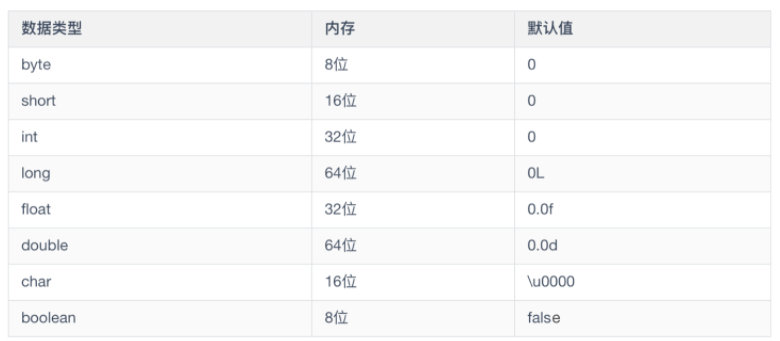 数据类型 内存 默认值
byte 8位 0
short 16位 0
int 32位 0
long 64位 0L
float 32位 0.0f
double 64位 0.0d
char 16位 \u0000
boolean 8位 false